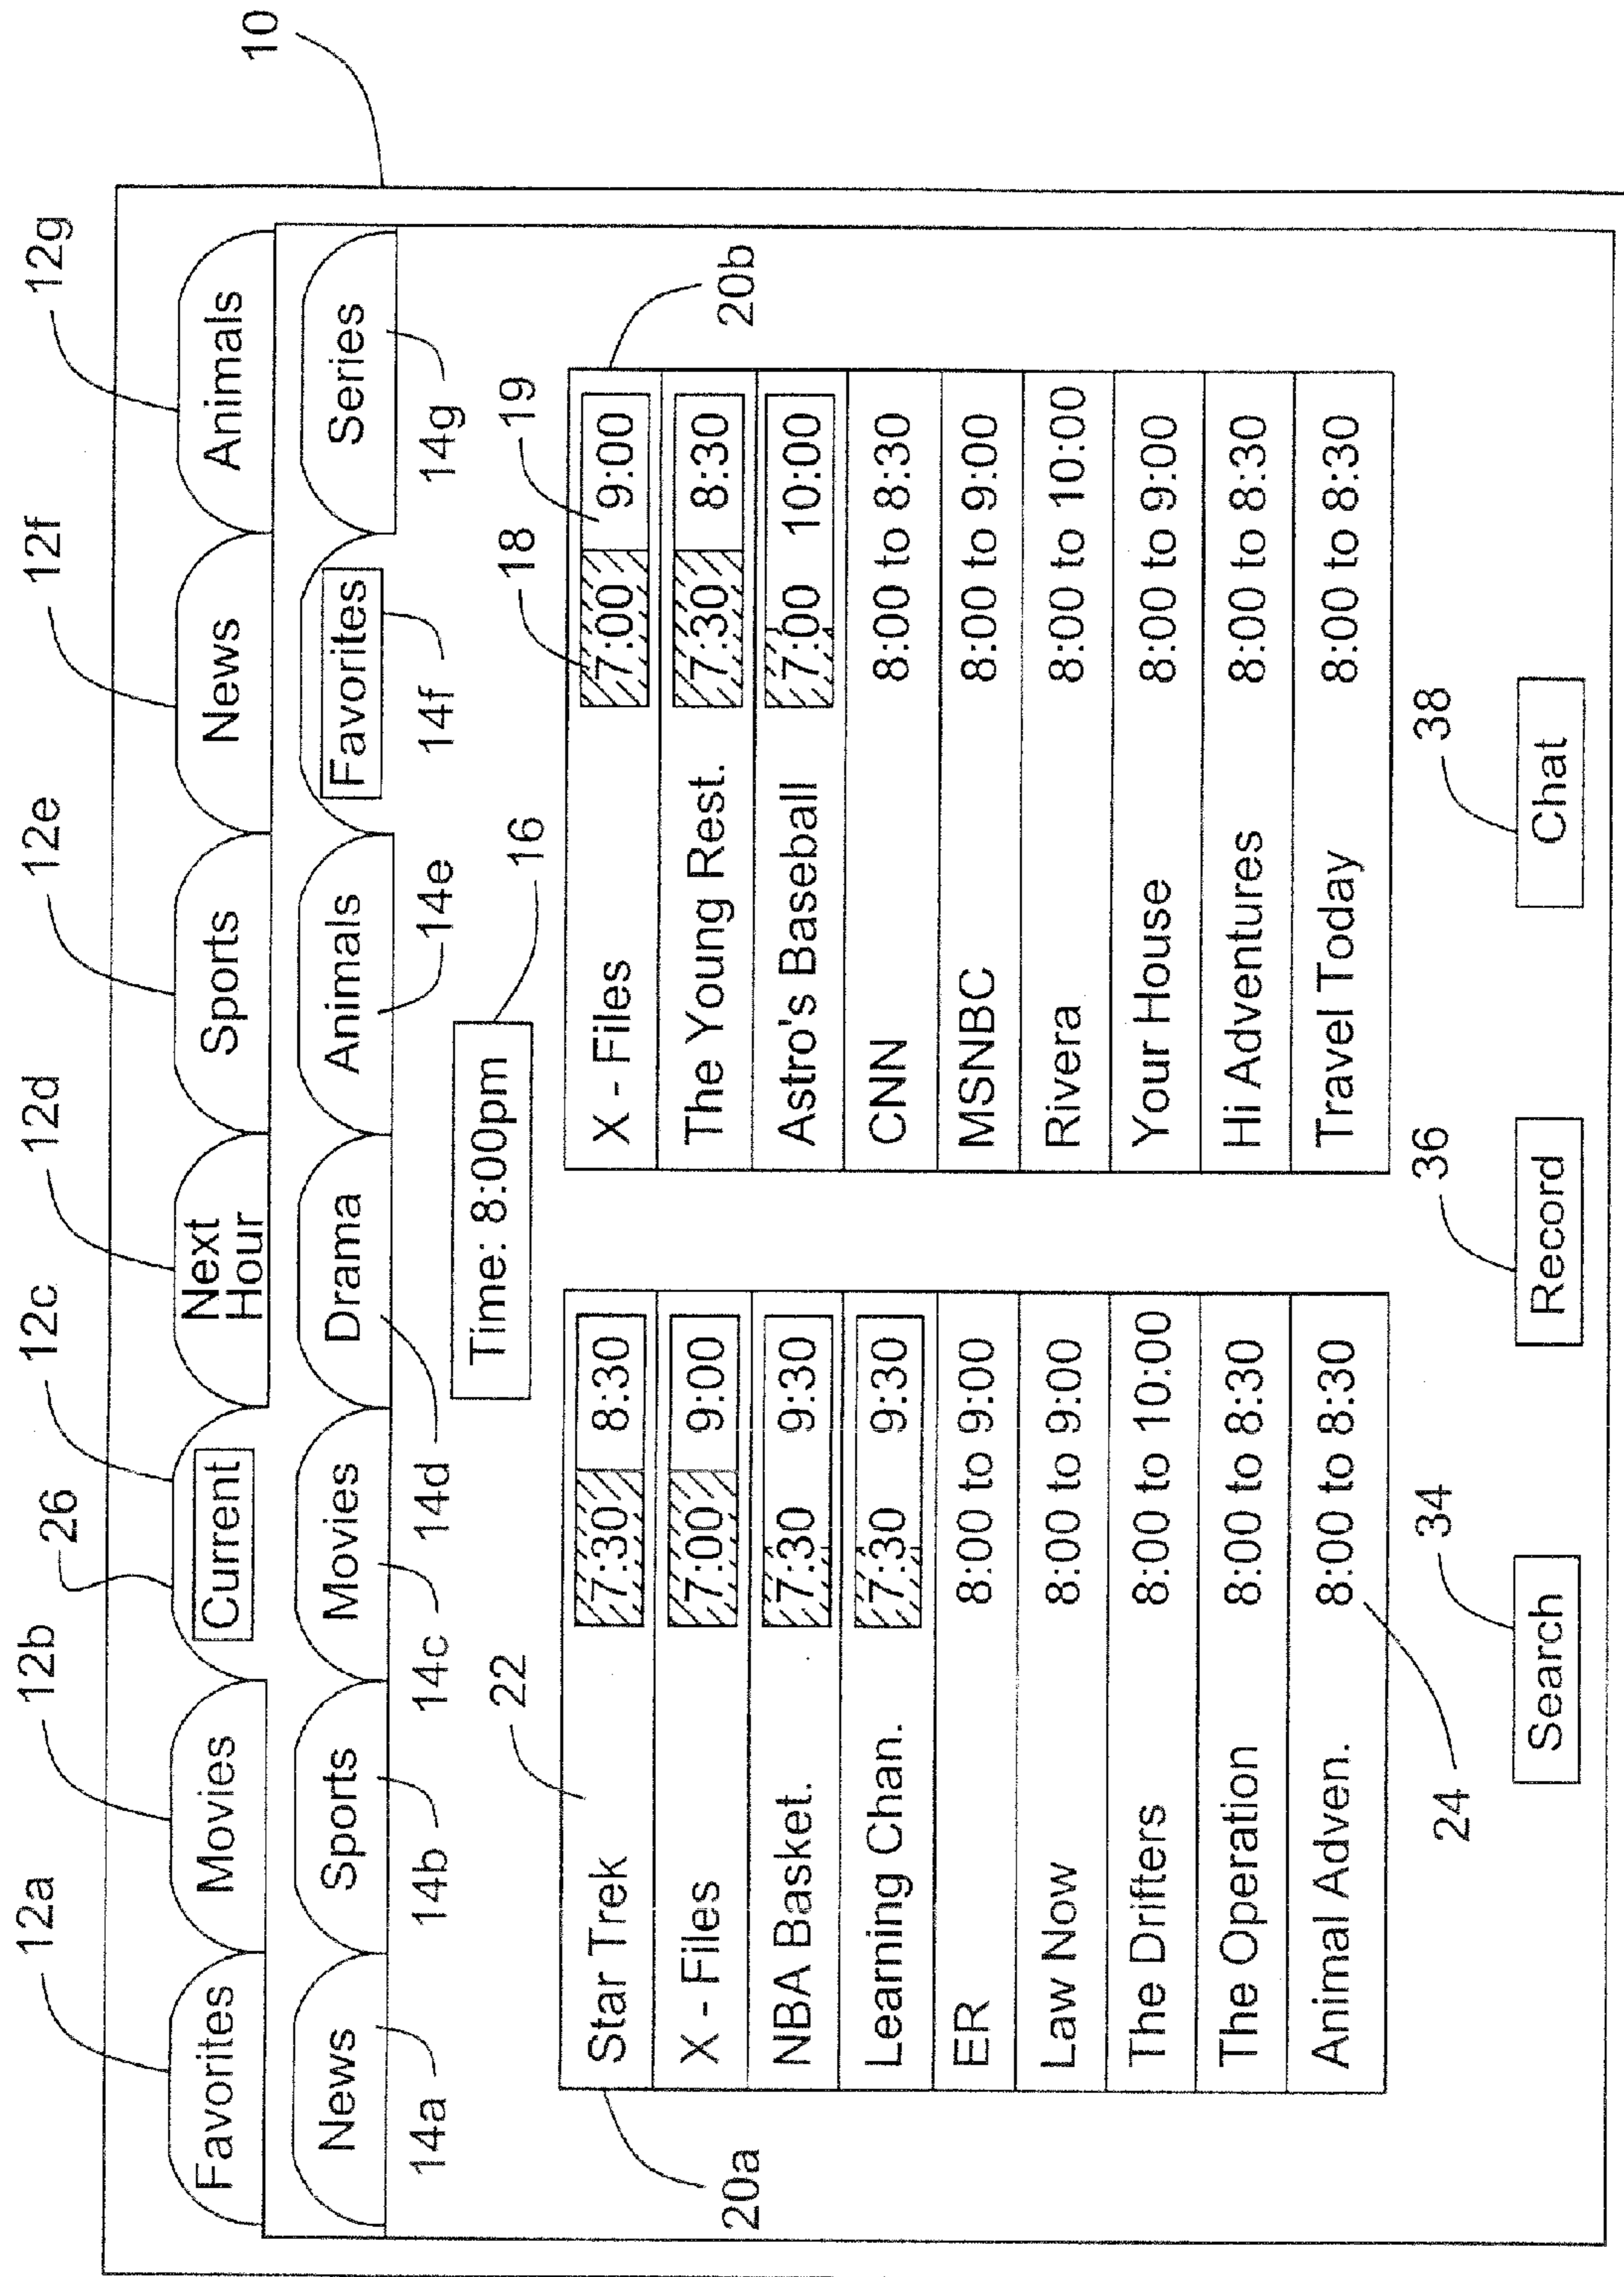 10
12a 12b 26 12c 12d 12e 12f 12g
Favorites Movies Current Next Hour Sports News Animals
News Sports Movies Drama Animals Favorites Series
14a 14b 14c 14d 14e 14f 14g
Time: 8:00pm 16
22 18 19
20a 20b
Star Trek 7:30 8:30
X - Files 7:00 9:00
NBA Basket. 7:30 9:30
Learning Chan. 7:30 9:30
ER 8:00 to 9:00
Law Now 8:00 to 9:00
The Drifters 8:00 to 10:00
The Operation 8:00 to 8:30
Animal Adven. 8:00 to 8:30
X - Files 7:00 9:00
The Young Rest. 7:30 8:30
Astro's Baseball 7:00 10:00
CNN 8:00 to 8:30
MSNBC 8:00 to 9:00
Rivera 8:00 to 10:00
Your House 8:00 to 9:00
Hi Adventures 8:00 to 8:30
Travel Today 8:00 to 8:30
24 34 36 38
Search Record Chat